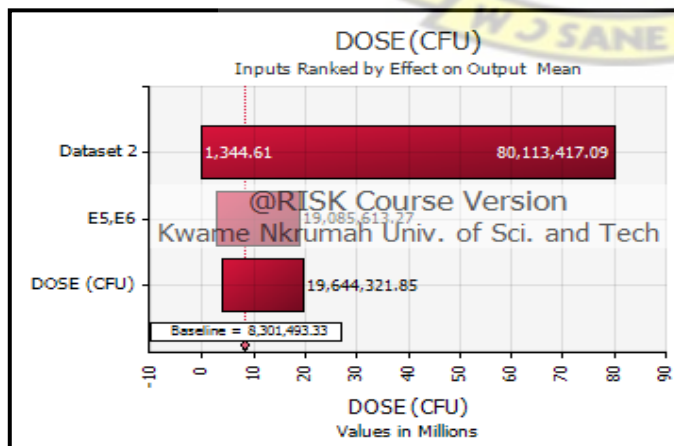 W SANE
DOSE (CFU)
Inputs Ranked by Effect on Output Mean
Dataset 2
1,344.61
80,113,417.09
@RISK Course Version
E5,E6
19,085,613.27
Kwame Nkrumah Univ. of Sci. and Tech
DOSE (CFU)
19,644,321.85
Baseline = 8,301,493.33
-10 0 10 20 30 40 50 60 70 80 90
DOSE (CFU)
Values in Millions